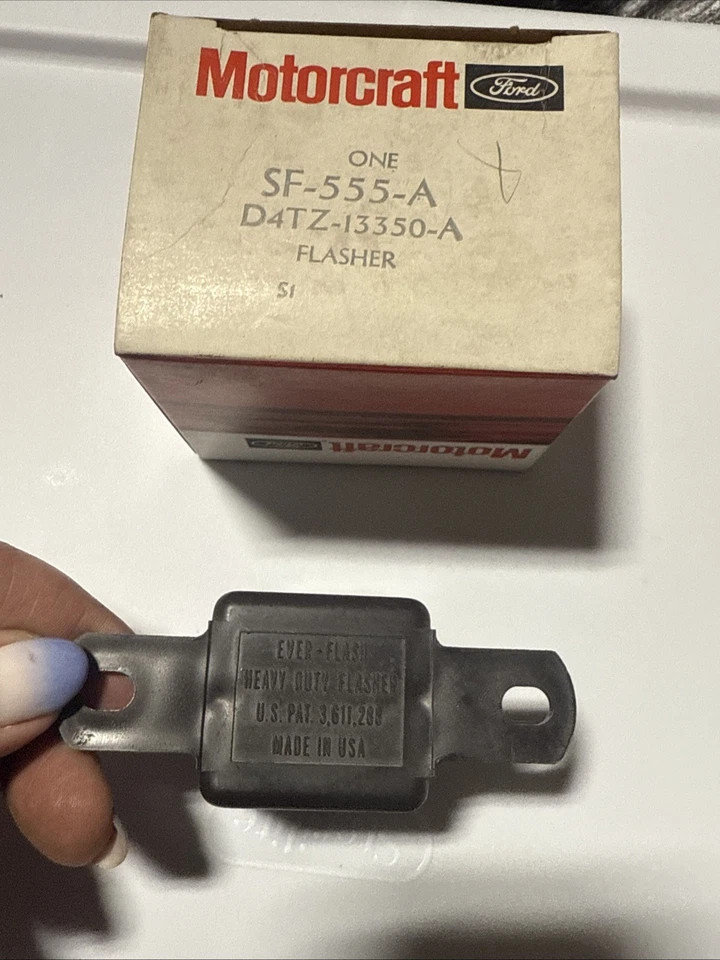 Motorcraft Ford
ONE
SF-555-A
D4TZ-13350-A
FLASHER
51
Motorcraft
EVER-FLASH
HEAVY DUTY FLASHER
U.S. PAT. 3,611,288
MADE IN USA